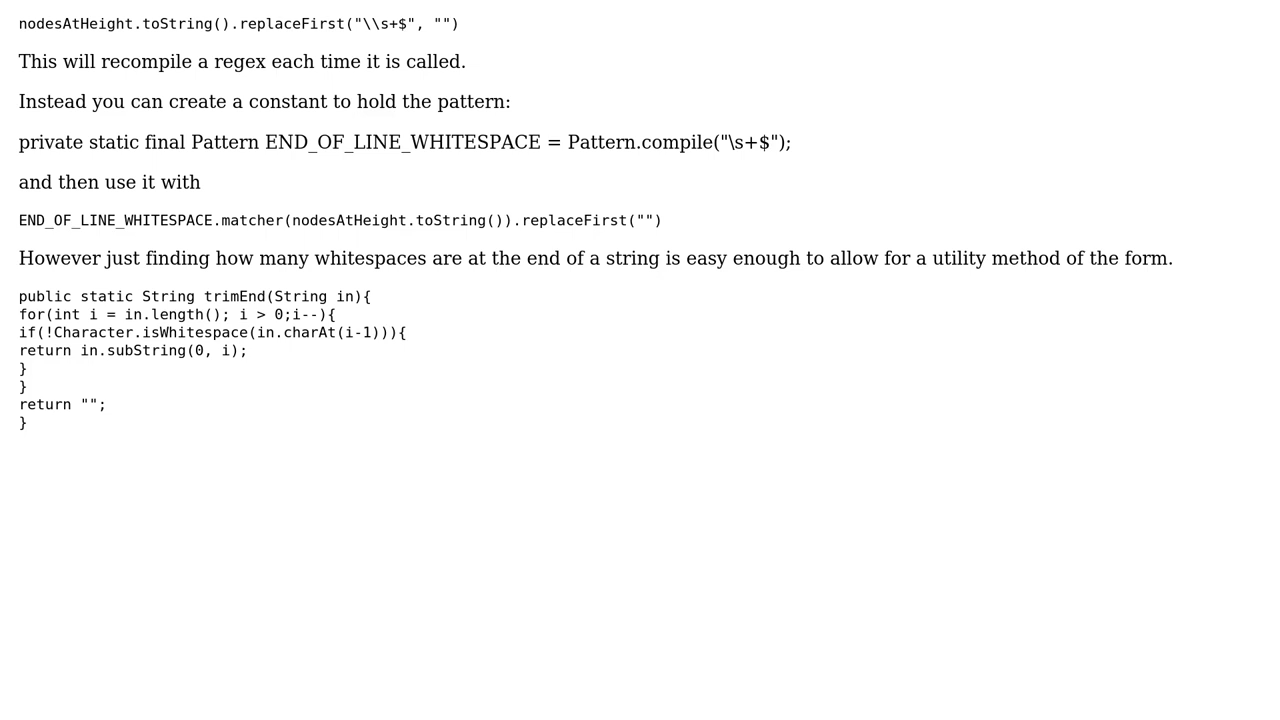 nodesAtHeight.toString().replaceFirst("\\s+$", "")
This will recompile a regex each time it is called.
Instead you can create a constant to hold the pattern:
private static final Pattern END_OF_LINE_WHITESPACE = Pattern.compile("\s+$");
and then use it with
END_OF_LINE_WHITESPACE.matcher(nodesAtHeight.toString()).replaceFirst("")
However just finding how many whitespaces are at the end of a string is easy enough to allow for a utility method of the form.
public static String trimEnd(String in){
for(int i = in.length(); i > 0;i--){
if(!Character.isWhitespace(in.charAt(i-1))){
return in.subString(0, i);
}
}
return "";
}